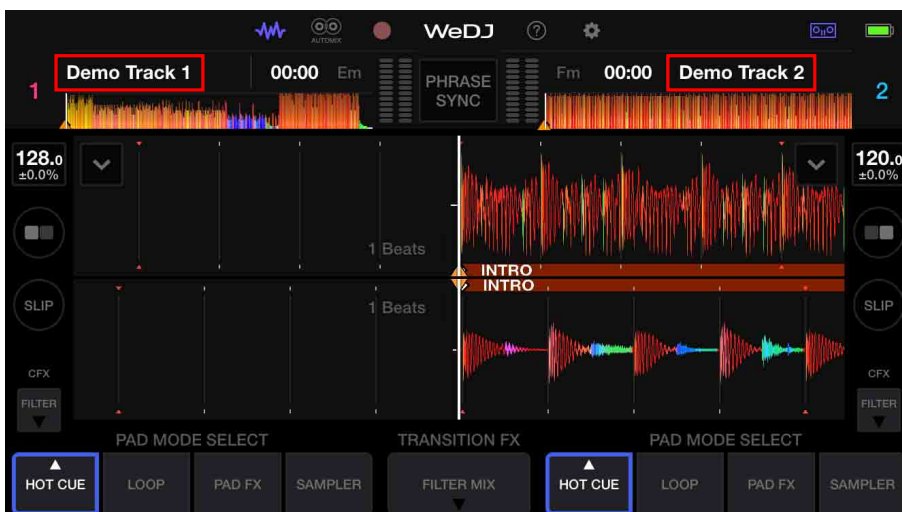 AUTOMIX
WeDJ
?
1
Demo Track 1
00:00
Em
PHRASE
SYNC
Fm
00:00
Demo Track 2
2
128.0
±0.0%
120.0
±0.0%
1 Beats
INTRO
INTRO
1 Beats
SLIP
SLIP
CFX
CFX
FILTER
FILTER
PAD MODE SELECT
TRANSITION FX
PAD MODE SELECT
HOT CUE
LOOP
PAD FX
SAMPLER
FILTER MIX
HOT CUE
LOOP
PAD FX
SAMPLER